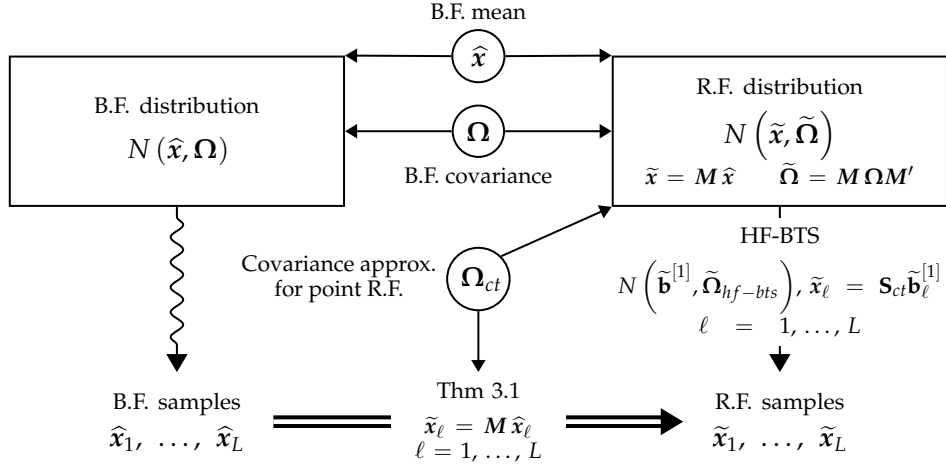 B.F. mean
x̂
B.F. distribution
N (x̂, Ω)
Ω
B.F. covariance
R.F. distribution
N (x̃, Ω̃)
x̃ = M x̂ Ω̃ = M ΩM′
Covariance approx.
for point R.F.
Ω_ct
HF-BTS
N (b̃^[1], Ω̃_hf−bts), x̃_ℓ = S_ct b̃_ℓ^[1]
ℓ = 1, …, L
B.F. samples
x̂_1, …, x̂_L
Thm 3.1
x̃_ℓ = M x̂_ℓ
ℓ = 1, …, L
R.F. samples
x̃_1, …, x̃_L